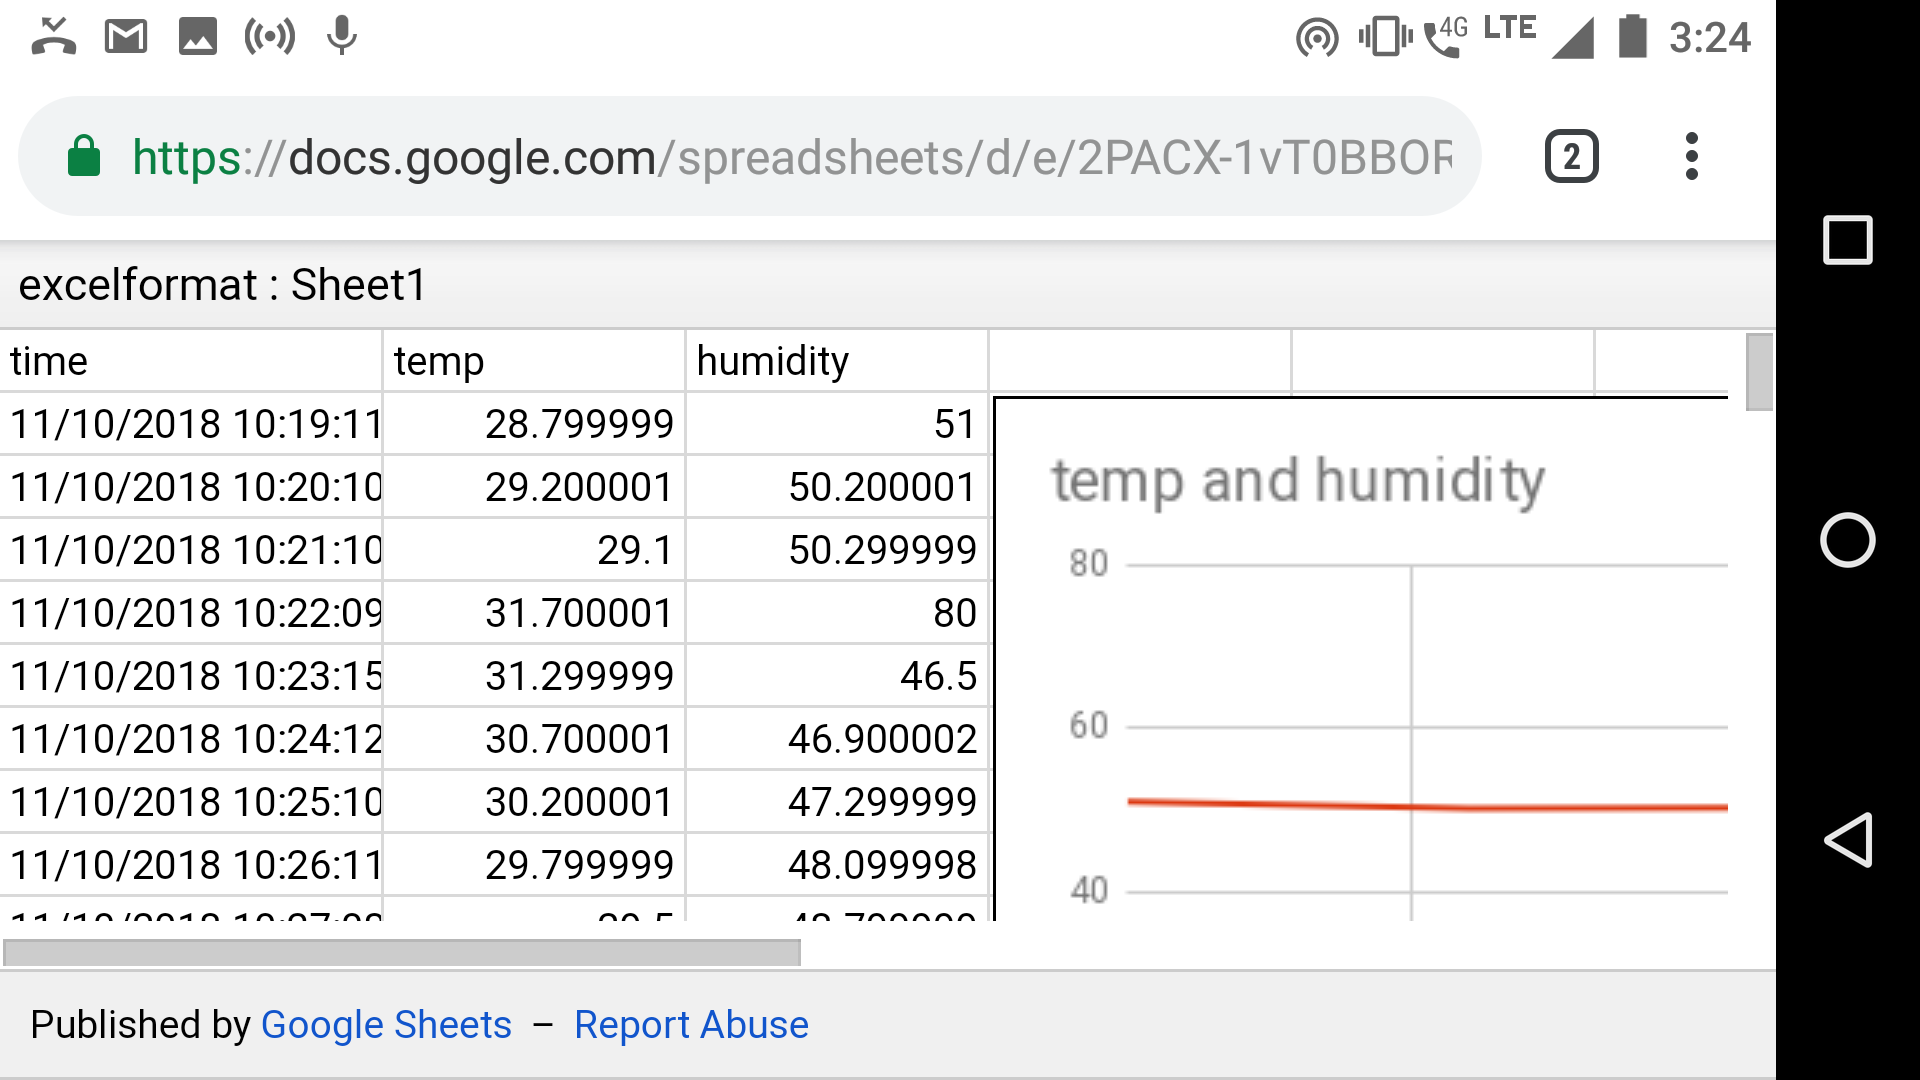 4G LTE 3:24
https://docs.google.com/spreadsheets/d/e/2PACX-1vT0BBOR
2
excelformat : Sheet1
time temp humidity
11/10/2018 10:19:11 28.799999 51
11/10/2018 10:20:10 29.200001 50.200001
11/10/2018 10:21:10 29.1 50.299999
11/10/2018 10:22:09 31.700001 80
11/10/2018 10:23:15 31.299999 46.5
11/10/2018 10:24:12 30.700001 46.900002
11/10/2018 10:25:10 30.200001 47.299999
11/10/2018 10:26:11 29.799999 48.099998
temp and humidity
80
60
40
Published by Google Sheets – Report Abuse